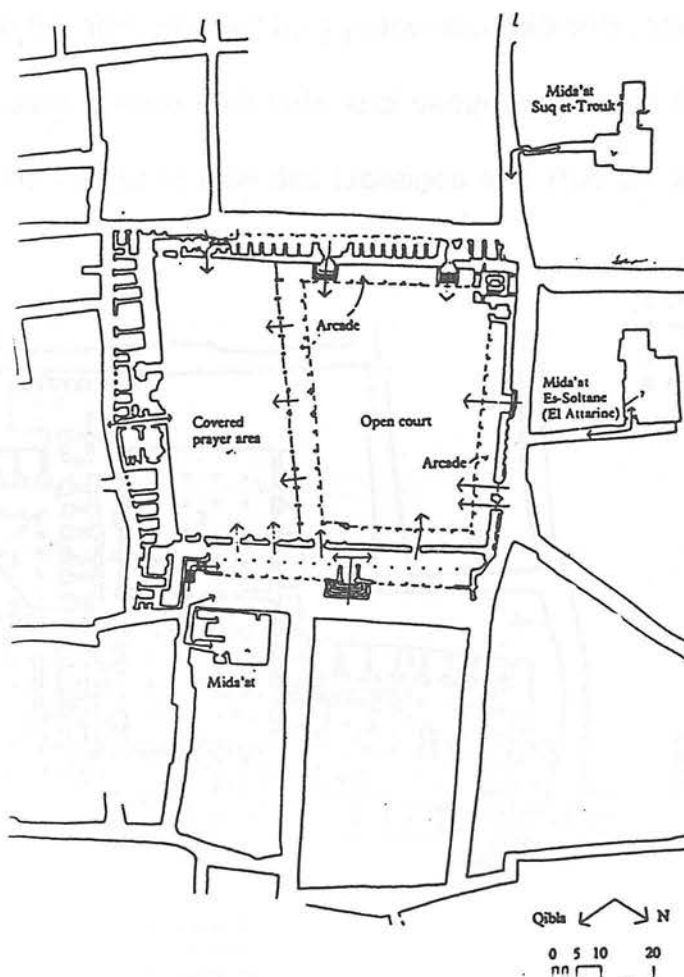 Mida'at
Suq et-Trouk
Arcade
Covered
prayer area
Open court
Mida'at
Es-Soltane
(El Attarine)
?
Arcade
Mida'at
Qibla
N
0 5 10 20